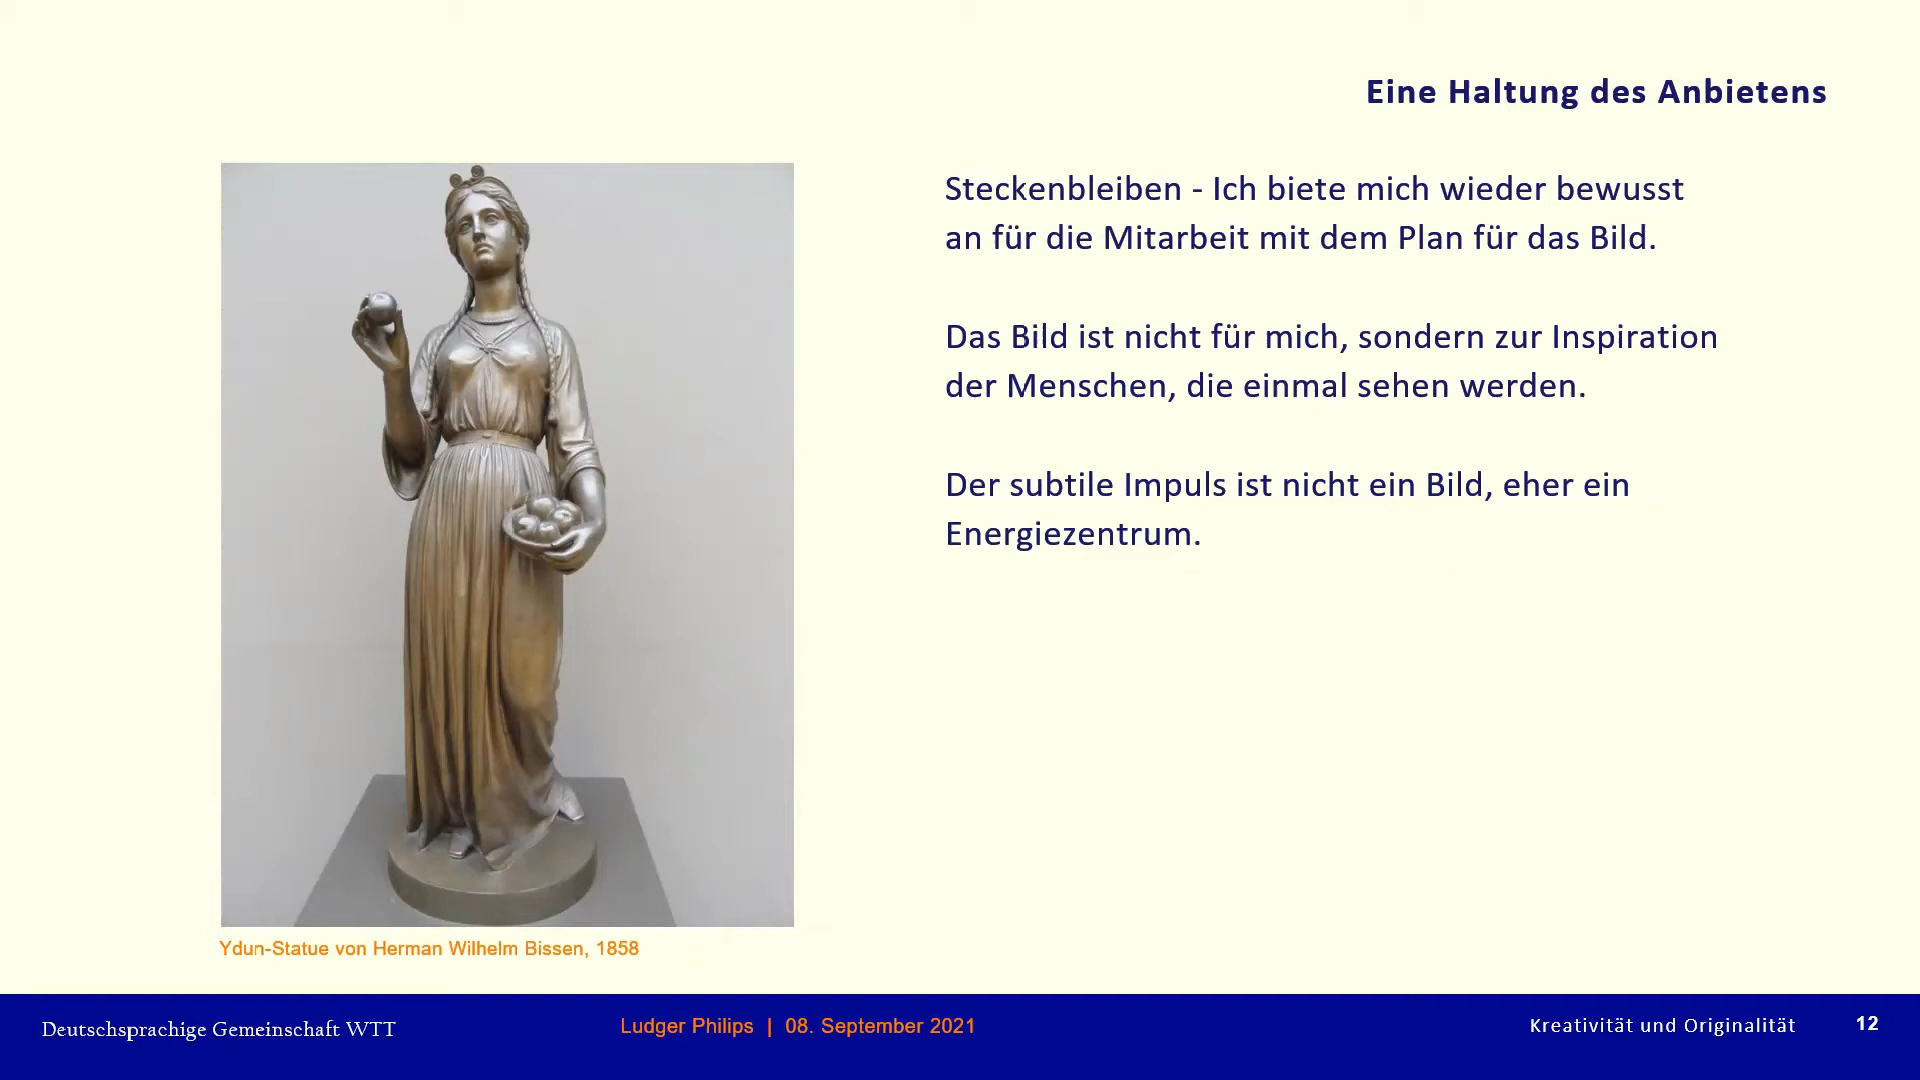 Eine Haltung des Anbietens
Steckenbleiben - Ich biete mich wieder bewusst
an für die Mitarbeit mit dem Plan für das Bild.
Das Bild ist nicht für mich, sondern zur Inspiration
der Menschen, die einmal sehen werden.
Der subtile Impuls ist nicht ein Bild, eher ein
Energiezentrum.
Ydun-Statue von Herman Wilhelm Bissen, 1858
Deutschsprachige Gemeinschaft WTT
Ludger Philips | 08. September 2021
Kreativität und Originalität
12